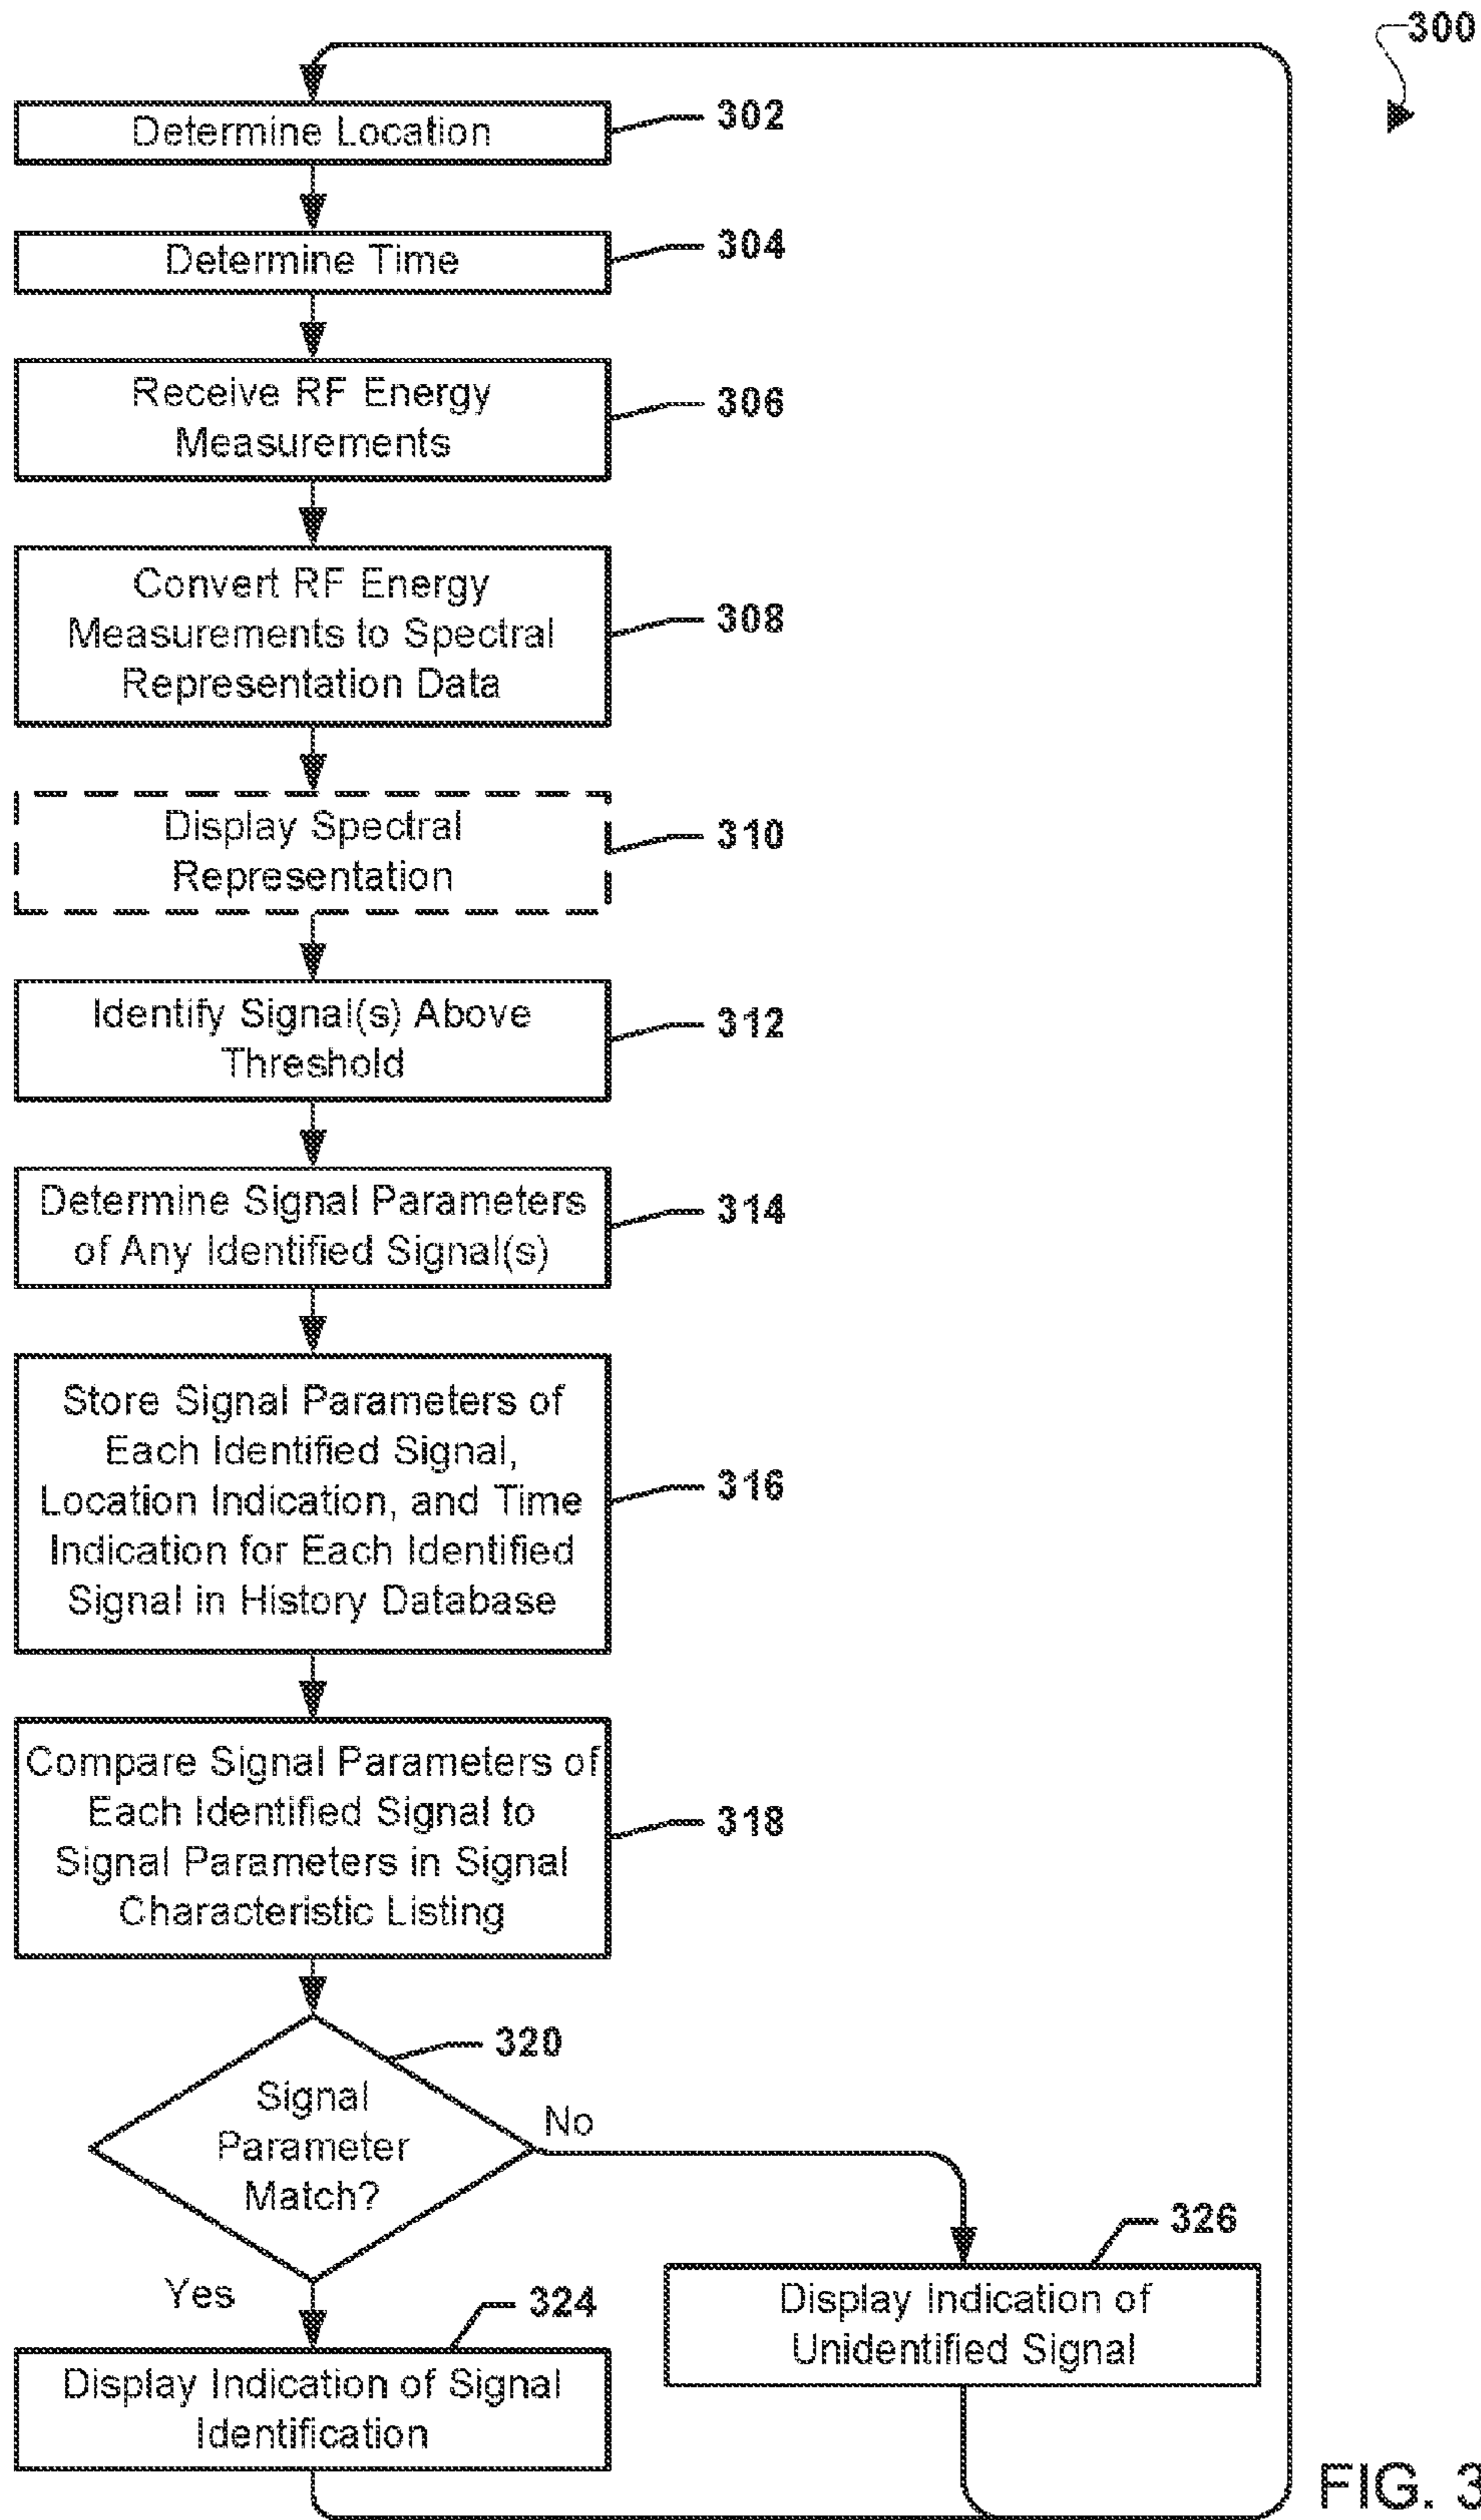 300
Determine Location
302
Determine Time
304
Receive RF Energy
Measurements
306
Convert RF Energy
Measurements to Spectral
Representation Data
308
Display Spectral
Representation
310
Identify Signal(s) Above
Threshold
312
Determine Signal Parameters
of Any Identified Signal(s)
314
Store Signal Parameters of
Each Identified Signal,
Location Indication, and Time
Indication for Each Identified
Signal in History Database
316
Compare Signal Parameters of
Each Identified Signal to
Signal Parameters in Signal
Characteristic Listing
318
320
Signal
Parameter
Match?
No
Yes
326
Display Indication of
Unidentified Signal
324
Display Indication of Signal
Identification
FIG. 3